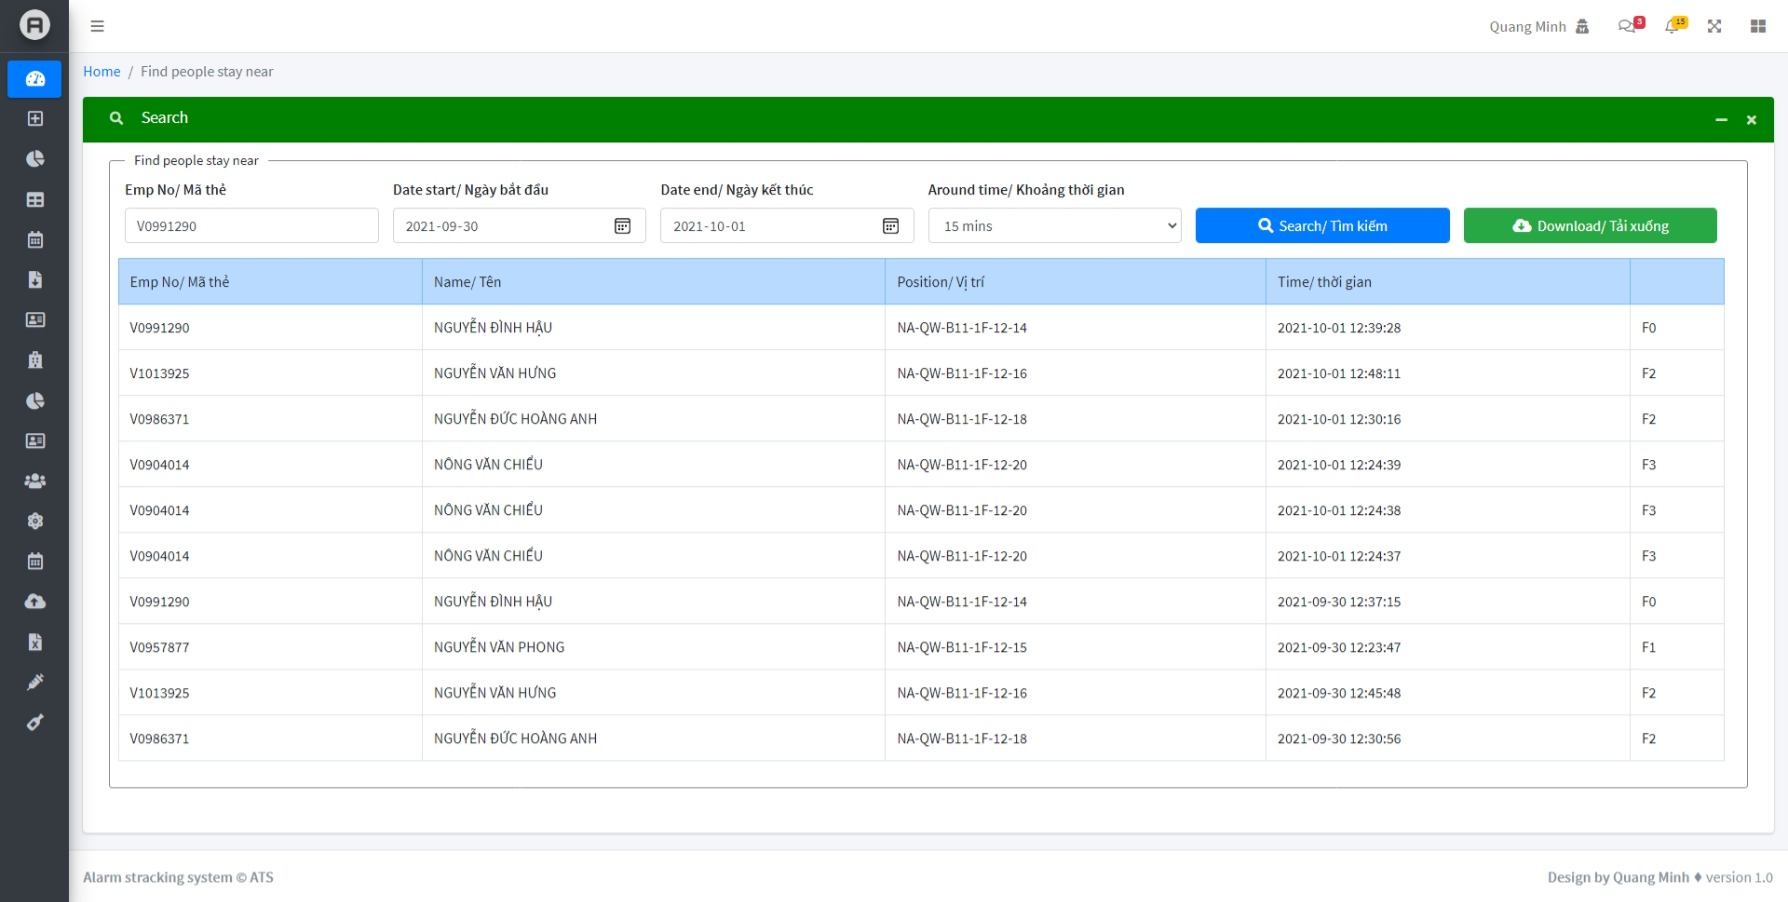 Quang Minh 3 15
Home / Find people stay near
Search
Find people stay near
Emp No/ Mã thẻ Date start/ Ngày bắt đầu Date end/ Ngày kết thúc Around time/ Khoảng thời gian
V0991290 2021-09-30 2021-10-01 15 mins Search/ Tìm kiếm Download/ Tải xuống
Emp No/ Mã thẻ Name/ Tên Position/ Vị trí Time/ thời gian
V0991290 NGUYỄN ĐÌNH HẬU NA-QW-B11-1F-12-14 2021-10-01 12:39:28 F0
V1013925 NGUYỄN VĂN HƯNG NA-QW-B11-1F-12-16 2021-10-01 12:48:11 F2
V0986371 NGUYỄN ĐỨC HOÀNG ANH NA-QW-B11-1F-12-18 2021-10-01 12:30:16 F2
V0904014 NÔNG VĂN CHIỂU NA-QW-B11-1F-12-20 2021-10-01 12:24:39 F3
V0904014 NÔNG VĂN CHIỂU NA-QW-B11-1F-12-20 2021-10-01 12:24:38 F3
V0904014 NÔNG VĂN CHIỂU NA-QW-B11-1F-12-20 2021-10-01 12:24:37 F3
V0991290 NGUYỄN ĐÌNH HẬU NA-QW-B11-1F-12-14 2021-09-30 12:37:15 F0
V0957877 NGUYỄN VĂN PHONG NA-QW-B11-1F-12-15 2021-09-30 12:23:47 F1
V1013925 NGUYỄN VĂN HƯNG NA-QW-B11-1F-12-16 2021-09-30 12:45:48 F2
V0986371 NGUYỄN ĐỨC HOÀNG ANH NA-QW-B11-1F-12-18 2021-09-30 12:30:56 F2
Alarm stracking system © ATS Design by Quang Minh ♦ version 1.0